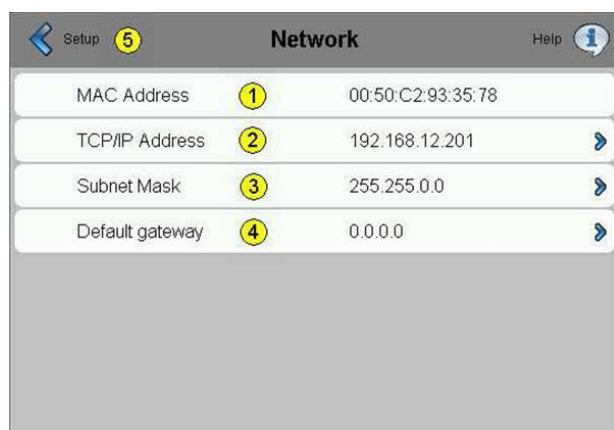 Setup 5 Network Help
MAC Address 1 00:50:C2:93:35:78
TCP/IP Address 2 192.168.12.201
Subnet Mask 3 255.255.0.0
Default gateway 4 0.0.0.0